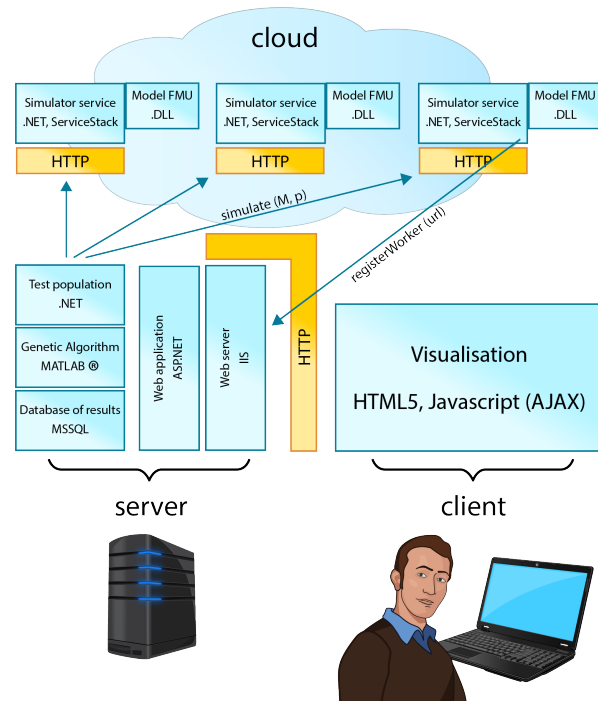 cloud
Simulator service
.NET, ServiceStack
Model FMU
.DLL
HTTP
Simulator service
.NET, ServiceStack
Model FMU
.DLL
HTTP
Simulator service
.NET, ServiceStack
Model FMU
.DLL
HTTP
simulate (M, p)
registerWorker (url)
Test population
.NET
Genetic Algorithm
MATLAB ®
Database of results
MSSQL
Web application
ASP.NET
Web server
IIS
HTTP
Visualisation
HTML5, Javascript (AJAX)
server
client